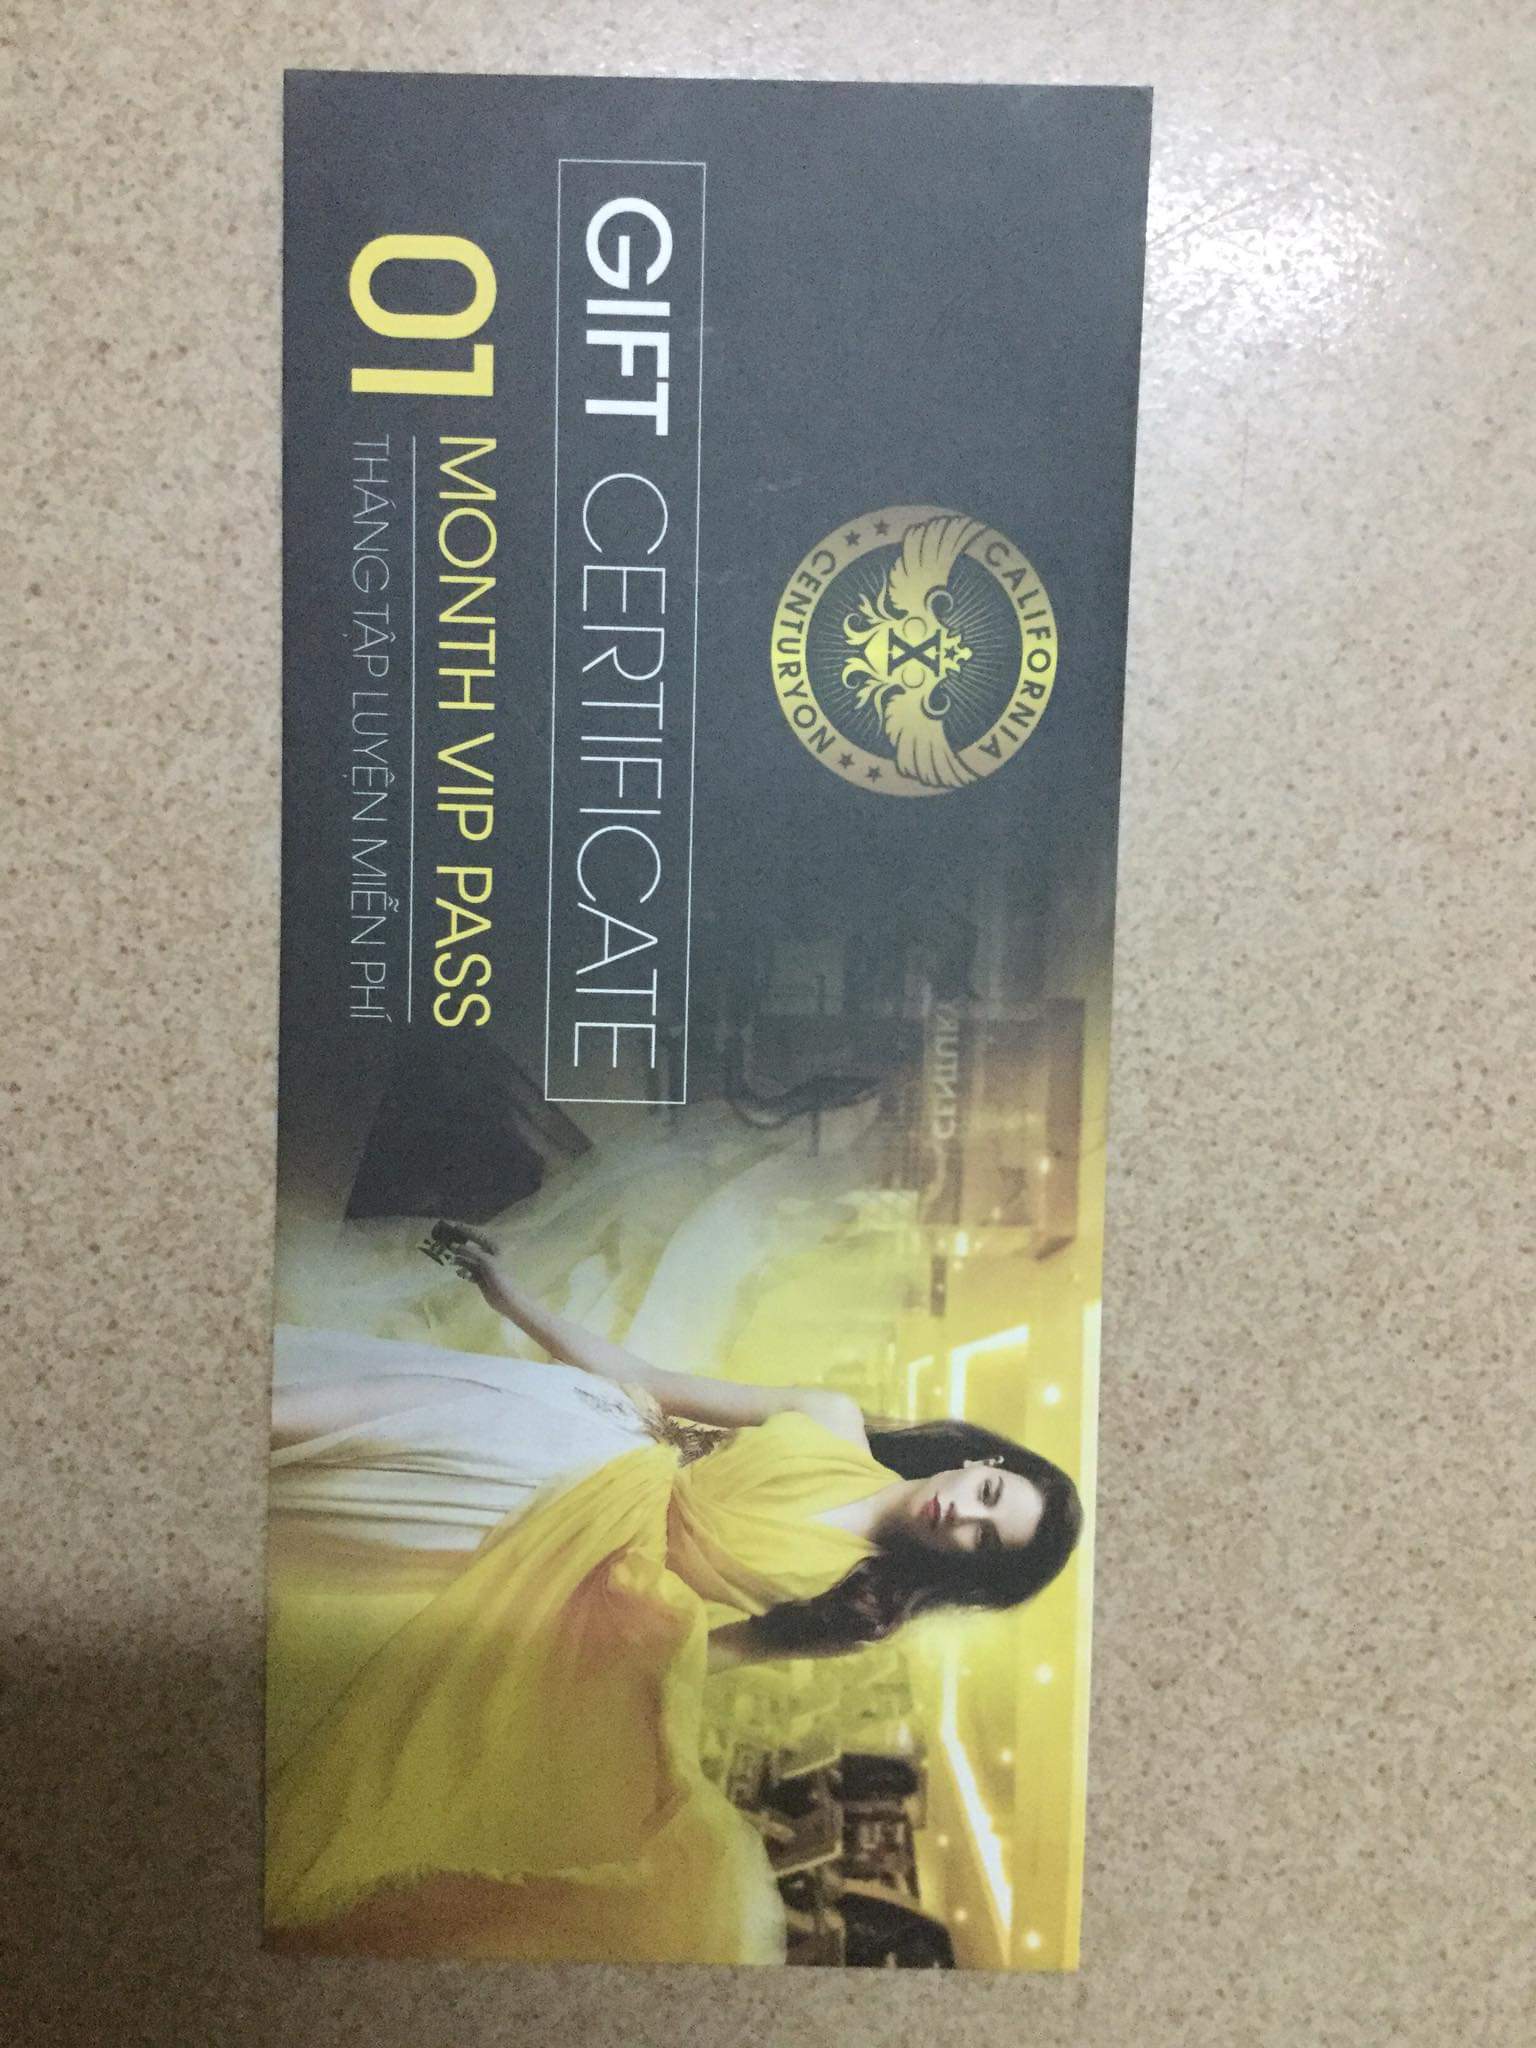 CALIFORNIA
X
CENTURYON
GIFT CERTIFICATE
01 MONTH VIP PASS
THÁNG TẬP LUYỆN MIỄN PHÍ